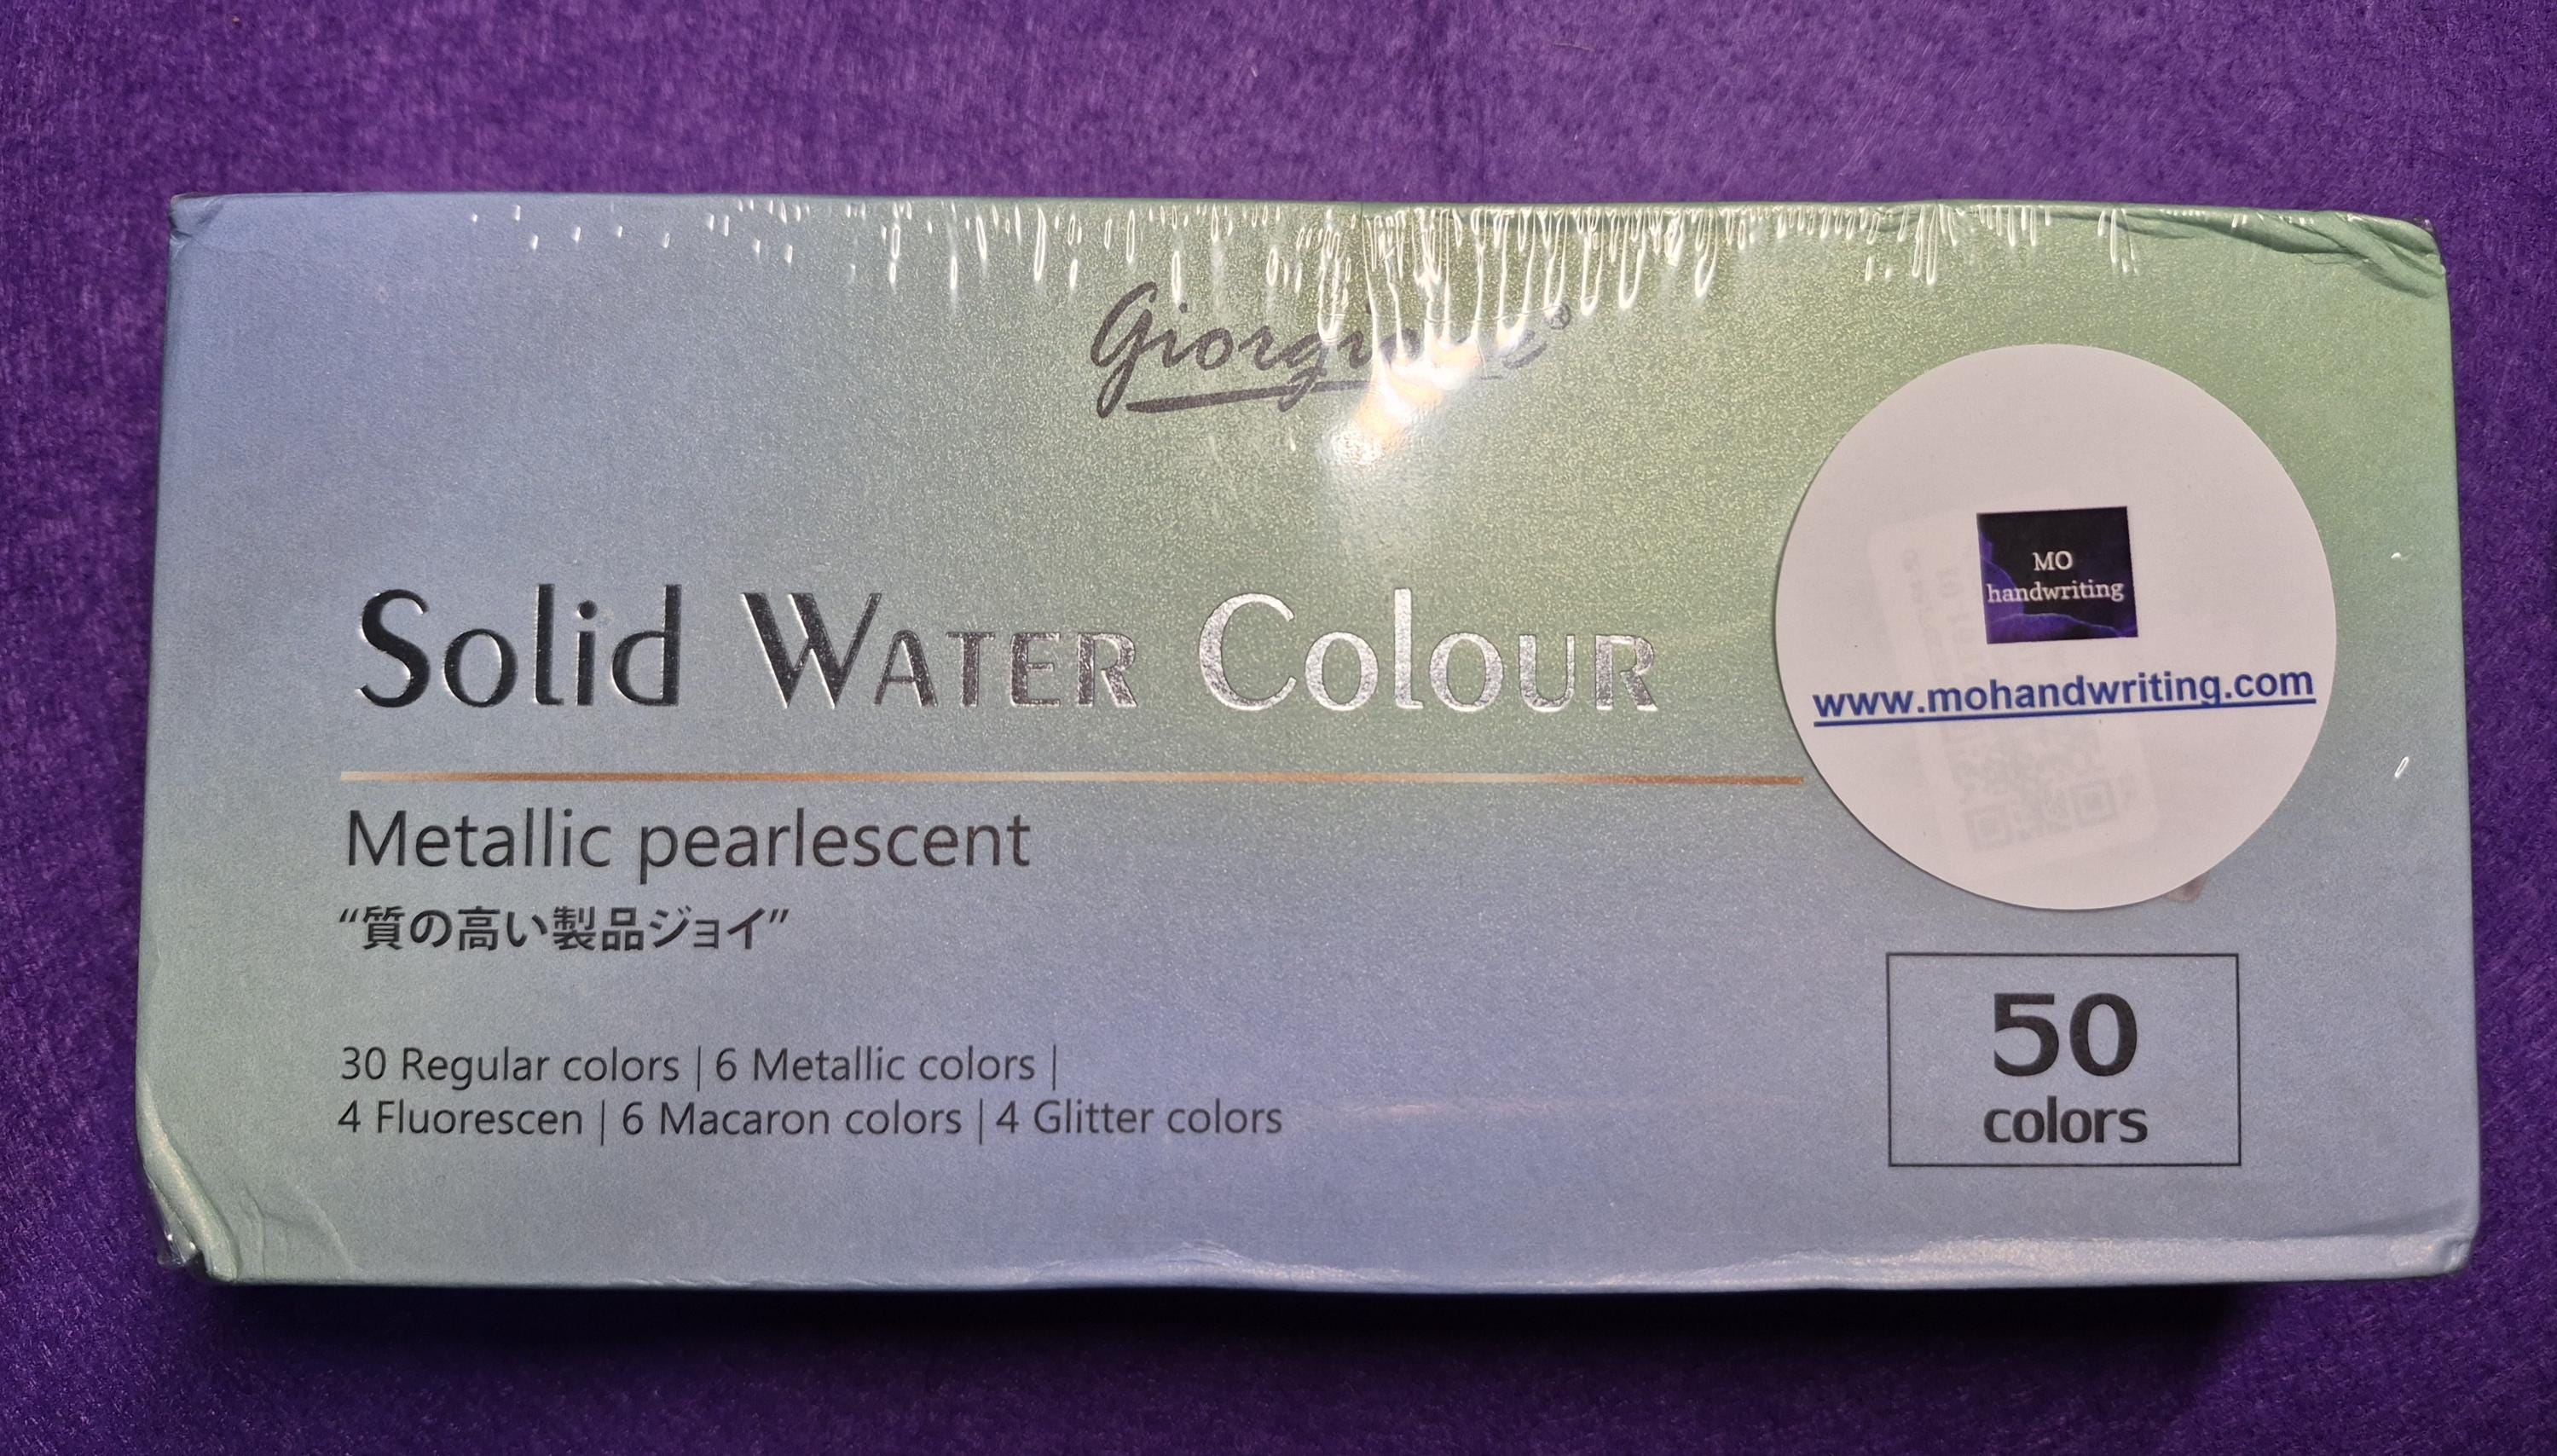 Solid WATER ColoUR
Metallic pearlescent
“質の高い製品ジョイ”
30 Regular colors | 6 Metallic colors |
4 Fluorescen | 6 Macaron colors | 4 Glitter colors
MO
handwriting
www.mohandwriting.com
50
colors